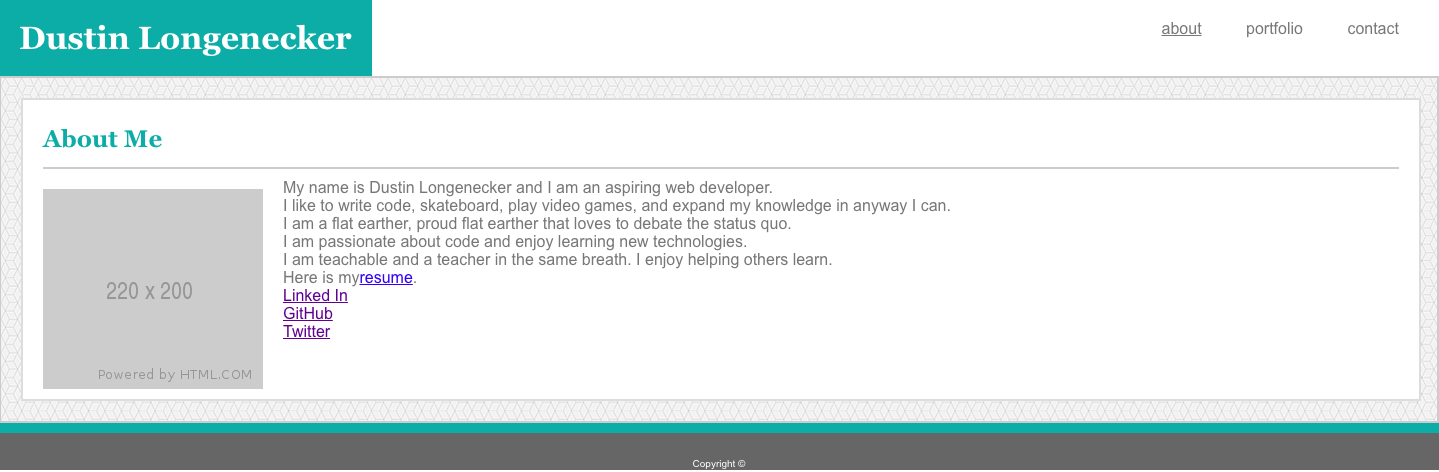 Dustin Longenecker
about
portfolio
contact
About Me
My name is Dustin Longenecker and I am an aspiring web developer.
I like to write code, skateboard, play video games, and expand my knowledge in anyway I can.
I am a flat earther, proud flat earther that loves to debate the status quo.
I am passionate about code and enjoy learning new technologies.
I am teachable and a teacher in the same breath. I enjoy helping others learn.
Here is myresume.
Linked In
GitHub
Twitter
220 x 200
Powered by HTML.COM
Copyright ©